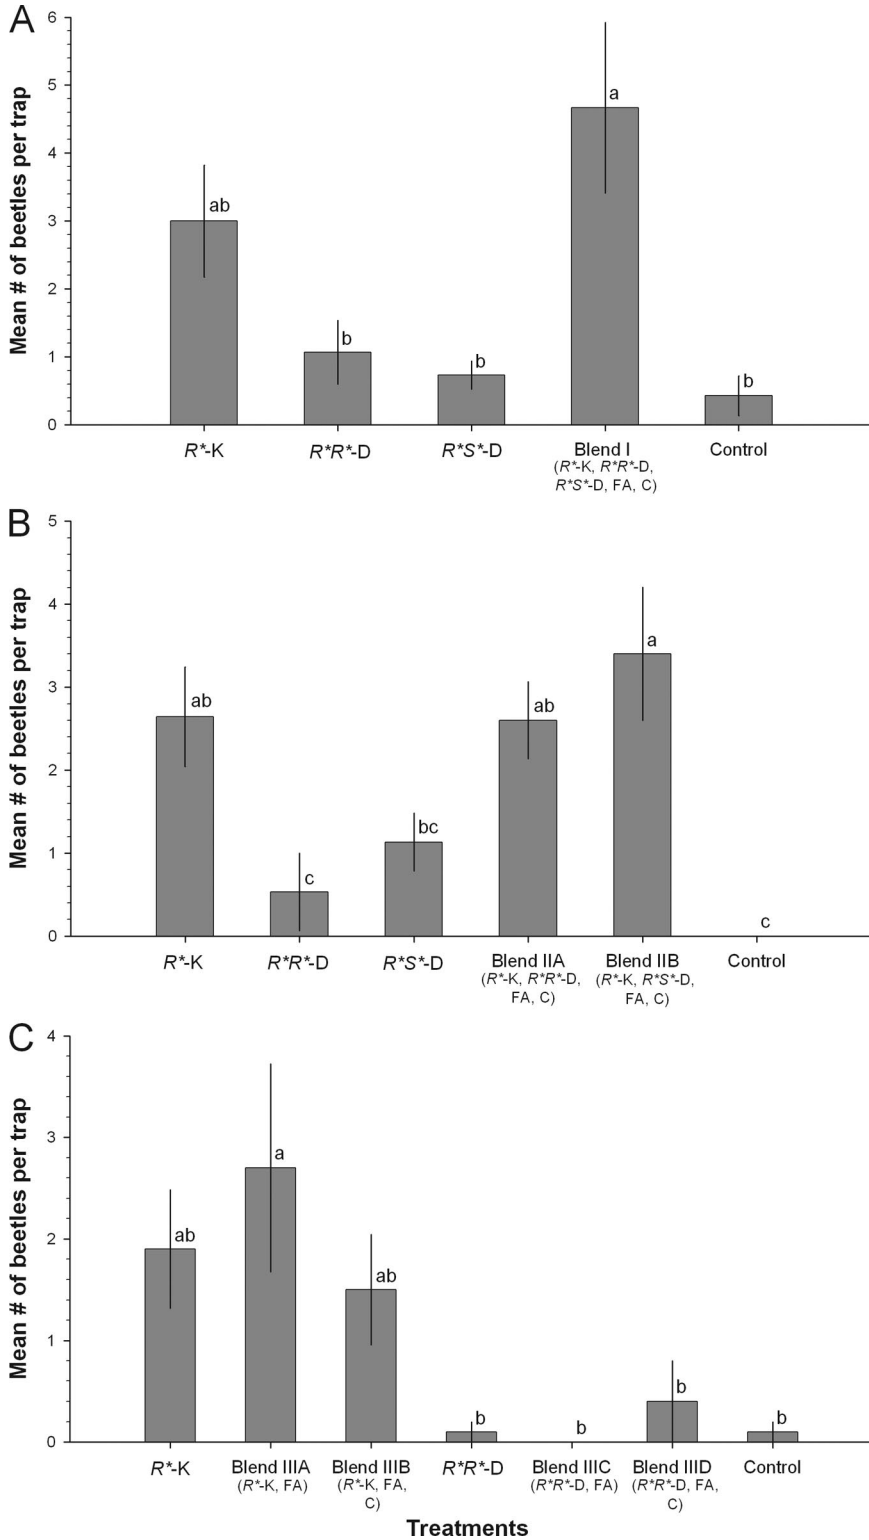 A
Mean # of beetles per trap
6
5
4
3
2
1
0
ab
b
b
a
b
R*-K
R*R*-D
R*S*-D
Blend I
(R*-K, R*R*-D,
R*S*-D, FA, C)
Control
B
Mean # of beetles per trap
5
4
3
2
1
0
ab
c
bc
ab
a
c
R*-K
R*R*-D
R*S*-D
Blend IIA
(R*-K, R*R*-D,
FA, C)
Blend IIB
(R*-K, R*S*-D,
FA, C)
Control
C
Mean # of beetles per trap
4
3
2
1
0
ab
a
ab
b
b
b
b
R*-K
Blend IIIA
(R*-K, FA)
Blend IIIB
(R*-K, FA,
C)
R*R*-D
Blend IIIC
(R*R*-D, FA)
Blend IIID
(R*R*-D, FA,
C)
Control
Treatments